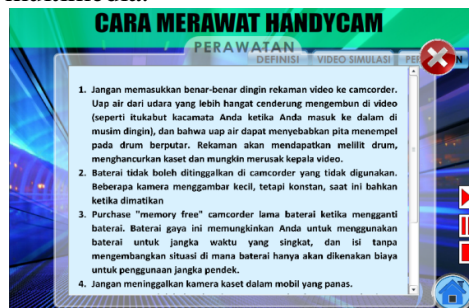 CARA MERAWAT HANDYCAM
PERAWATAN
DEFINISI VIDEO SIMULASI
1. Jangan memasukkan benar-benar dingin rekaman video ke camcorder.
Uap air dari udara yang lebih hangat cenderung mengembun di video
(seperti itukabut kacamata Anda ketika Anda masuk ke dalam di
musim dingin), dan bahwa uap air dapat menyebabkan pita menempel
pada drum berputar. Rekaman akan mendapatkan melilit drum,
menghancurkan kaset dan mungkin merusak kepala video.
2. Baterai tidak boleh ditinggalkan di camcorder yang tidak digunakan.
Beberapa kamera menggambar kecil, tetapi konstan, saat ini bahkan
ketika dimatikan
3. Purchase "memory free" camcorder lama baterai ketika mengganti
baterai. Baterai gaya ini memungkinkan Anda untuk menggunakan
baterai untuk jangka waktu yang singkat, dan isi tanpa
mengembangkan situasi di mana baterai hanya akan dikenakan biaya
untuk penggunaan jangka pendek.
4. Jangan meninggalkan kamera kaset dalam mobil yang panas.